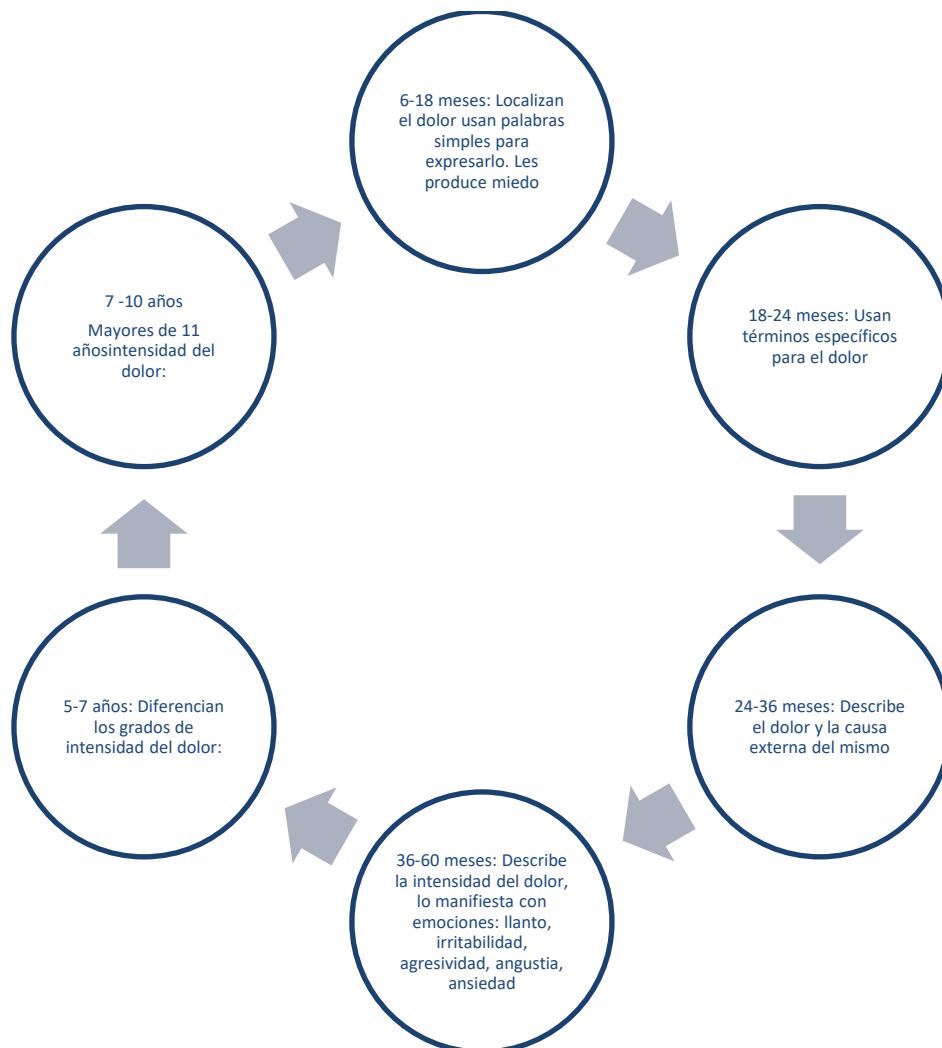 6-18 meses: Localizan
el dolor usan palabras
simples para
expresarlo. Les
produce miedo
18-24 meses: Usan
términos específicos
para el dolor
24-36 meses: Describe
el dolor y la causa
externa del mismo
36-60 meses: Describe
la intensidad del dolor,
lo manifiesta con
emociones: llanto,
irritabilidad,
agresividad, angustia,
ansiedad
5-7 años: Diferencian
los grados de
intensidad del dolor:
7 -10 años
Mayores de 11
añosintensidad del
dolor: